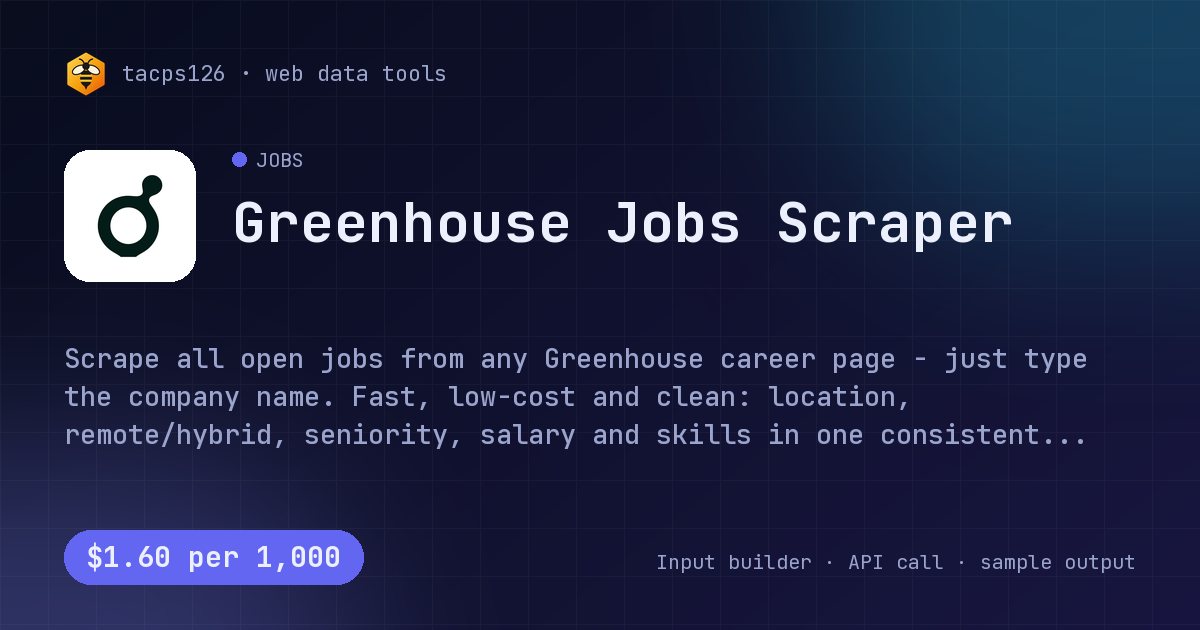 tacps126 · web data tools
JOBS
Greenhouse Jobs Scraper
Scrape all open jobs from any Greenhouse career page - just type
the company name. Fast, low-cost and clean: location,
remote/hybrid, seniority, salary and skills in one consistent...
$1.60 per 1,000
Input builder · API call · sample output